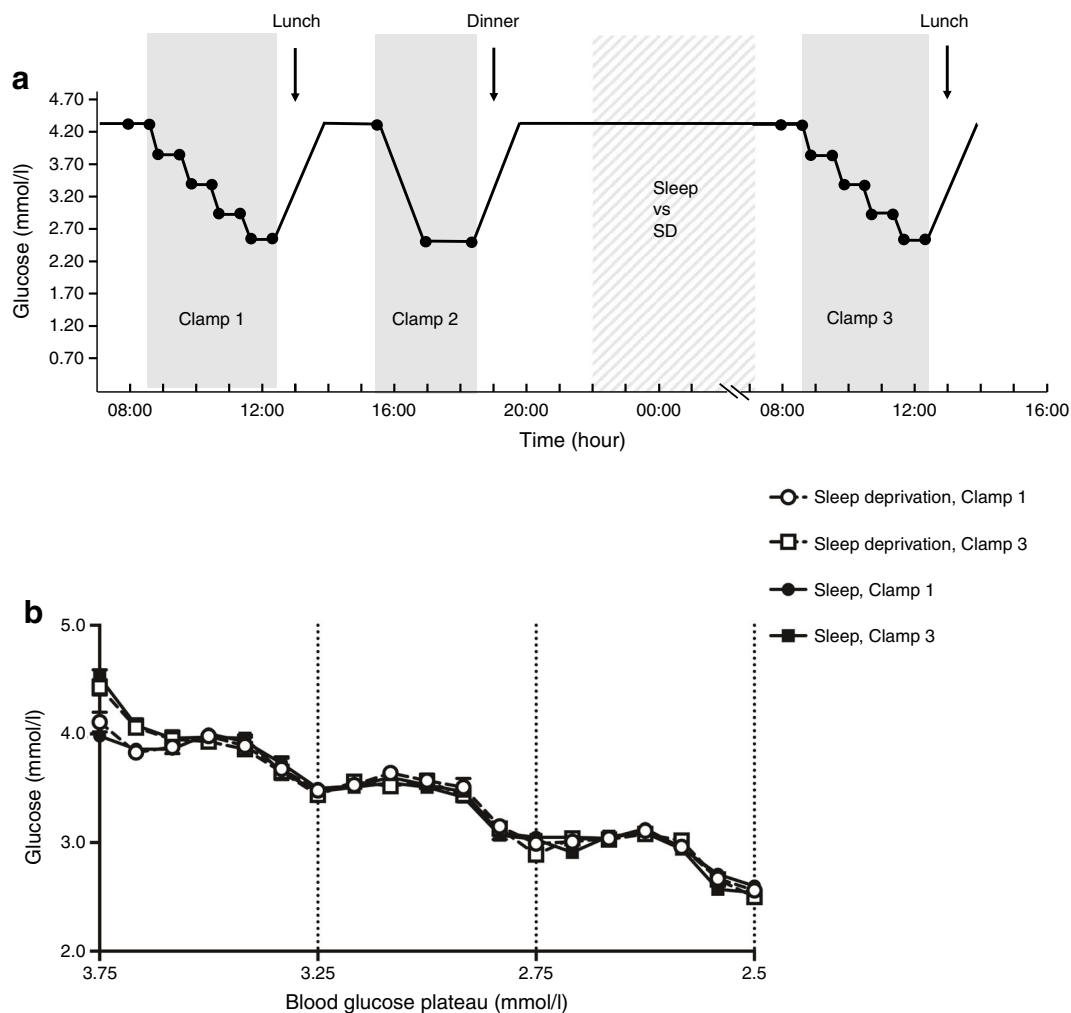 Lunch
Dinner
Lunch
a
4.70
4.20
3.70
3.20
2.70
2.20
1.70
1.20
0.70
Glucose (mmol/l)
Clamp 1
Clamp 2
Sleep
vs
SD
Clamp 3
08:00
12:00
16:00
20:00
00:00
08:00
12:00
16:00
Time (hour)
Sleep deprivation, Clamp 1
Sleep deprivation, Clamp 3
Sleep, Clamp 1
Sleep, Clamp 3
b
5.0
4.0
3.0
2.0
Glucose (mmol/l)
3.75
3.25
2.75
2.5
Blood glucose plateau (mmol/l)